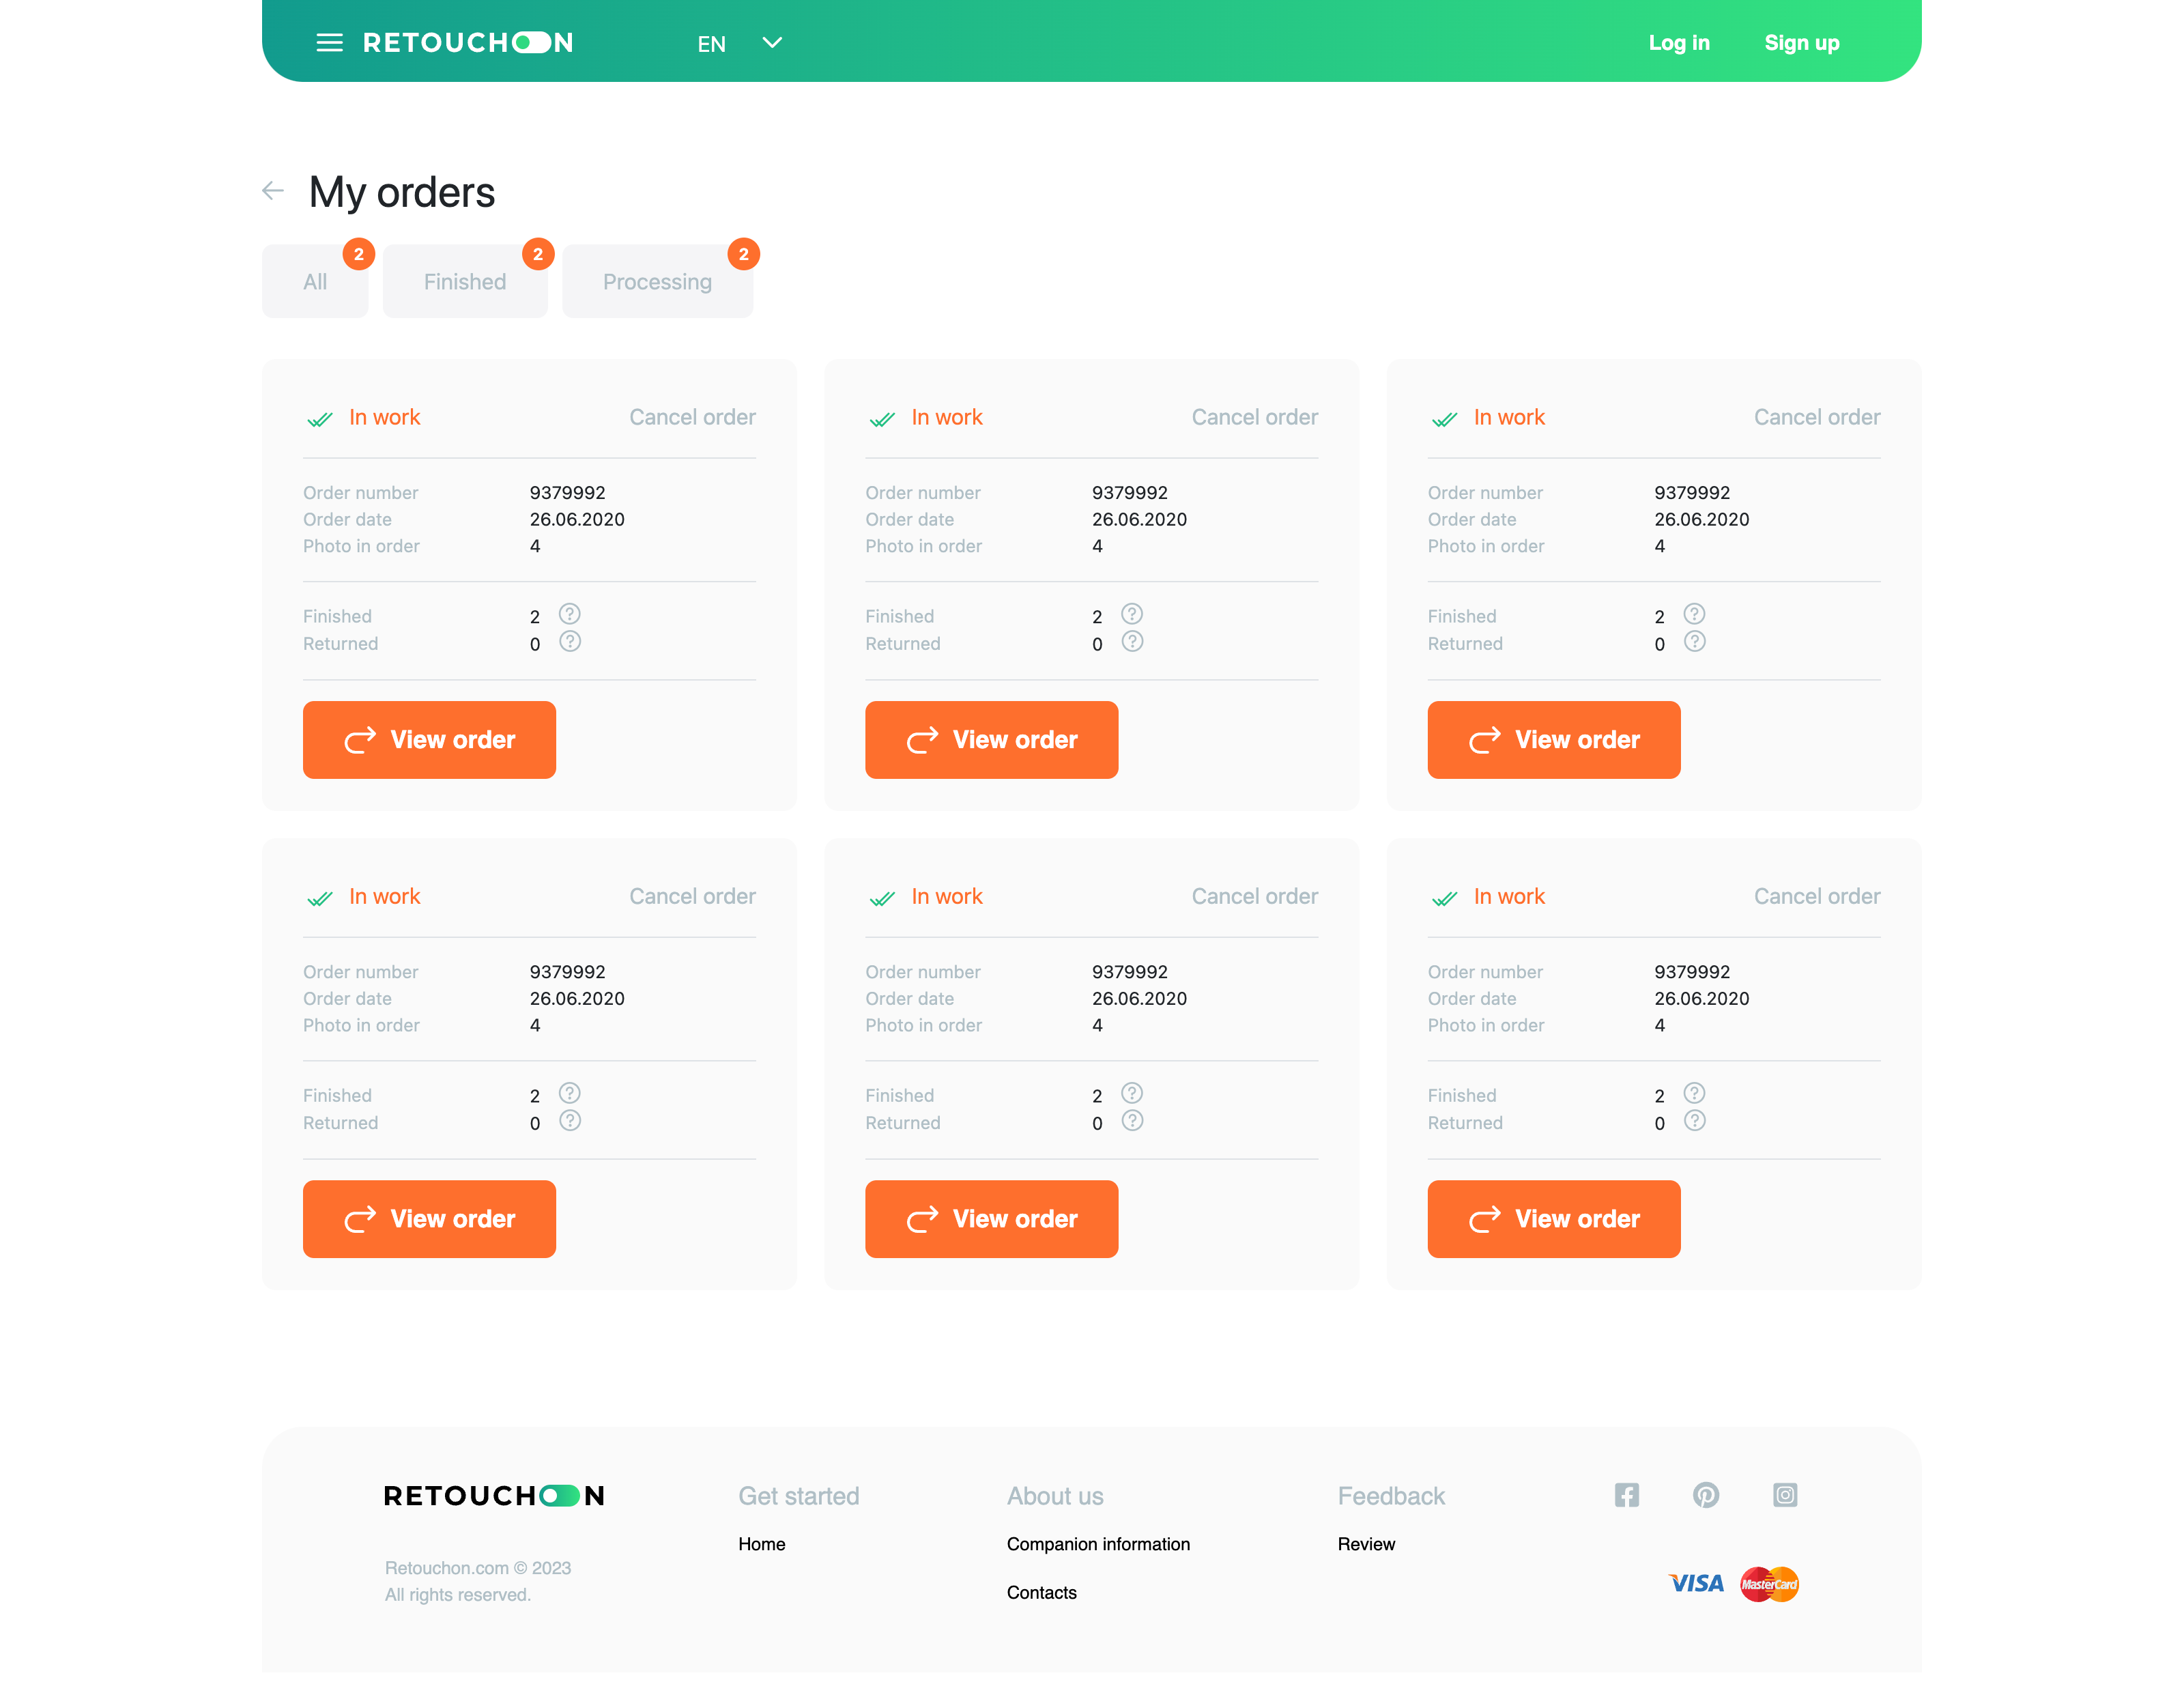 RETOUCHON
EN
Log in
Sign up
My orders
All 2
Finished 2
Processing 2
In work Cancel order
Order number 9379992
Order date 26.06.2020
Photo in order 4
Finished 2 ?
Returned 0 ?
View order
In work Cancel order
Order number 9379992
Order date 26.06.2020
Photo in order 4
Finished 2 ?
Returned 0 ?
View order
In work Cancel order
Order number 9379992
Order date 26.06.2020
Photo in order 4
Finished 2 ?
Returned 0 ?
View order
In work Cancel order
Order number 9379992
Order date 26.06.2020
Photo in order 4
Finished 2 ?
Returned 0 ?
View order
In work Cancel order
Order number 9379992
Order date 26.06.2020
Photo in order 4
Finished 2 ?
Returned 0 ?
View order
In work Cancel order
Order number 9379992
Order date 26.06.2020
Photo in order 4
Finished 2 ?
Returned 0 ?
View order
RETOUCHON
Retouchon.com © 2023
All rights reserved.
Get started
Home
About us
Companion information
Contacts
Feedback
Review
VISA
MasterCard